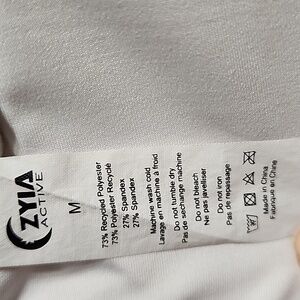 ZYIA
ACTIVE
M
73% Recycled Polyester
73% Polyester Recyclé
27% Spandex
27% Spandex
Machine wash cold
Lavage en machine a froid
Do not tumble dry
Pas de sechange machine
Do not bleach
Ne pas javelliser
Do not iron
Pas de repassage
Made in China
Fabriqué en Chine